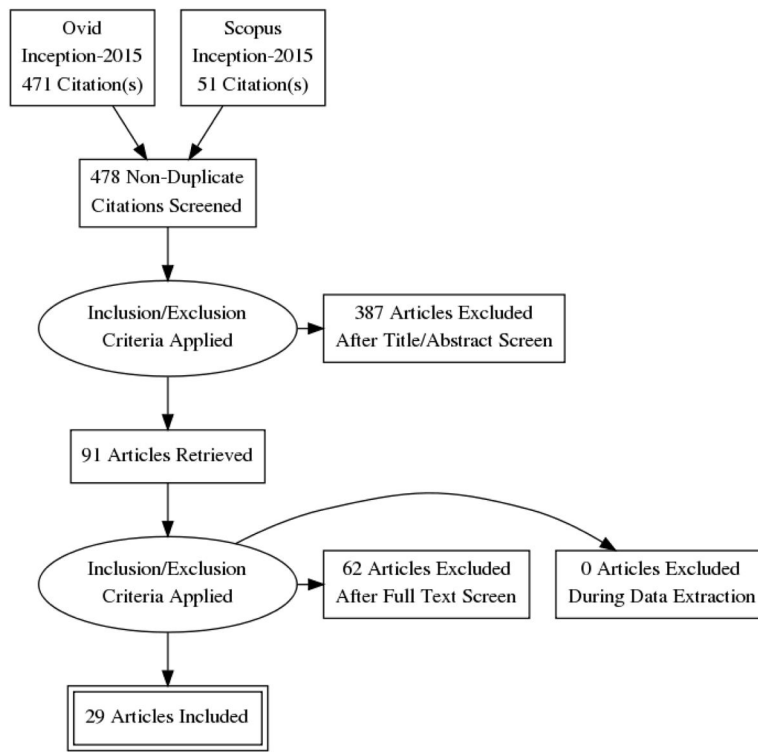 Ovid
Inception-2015
471 Citation(s)
Scopus
Inception-2015
51 Citation(s)
478 Non-Duplicate
Citations Screened
Inclusion/Exclusion
Criteria Applied
387 Articles Excluded
After Title/Abstract Screen
91 Articles Retrieved
Inclusion/Exclusion
Criteria Applied
62 Articles Excluded
After Full Text Screen
0 Articles Excluded
During Data Extraction
29 Articles Included